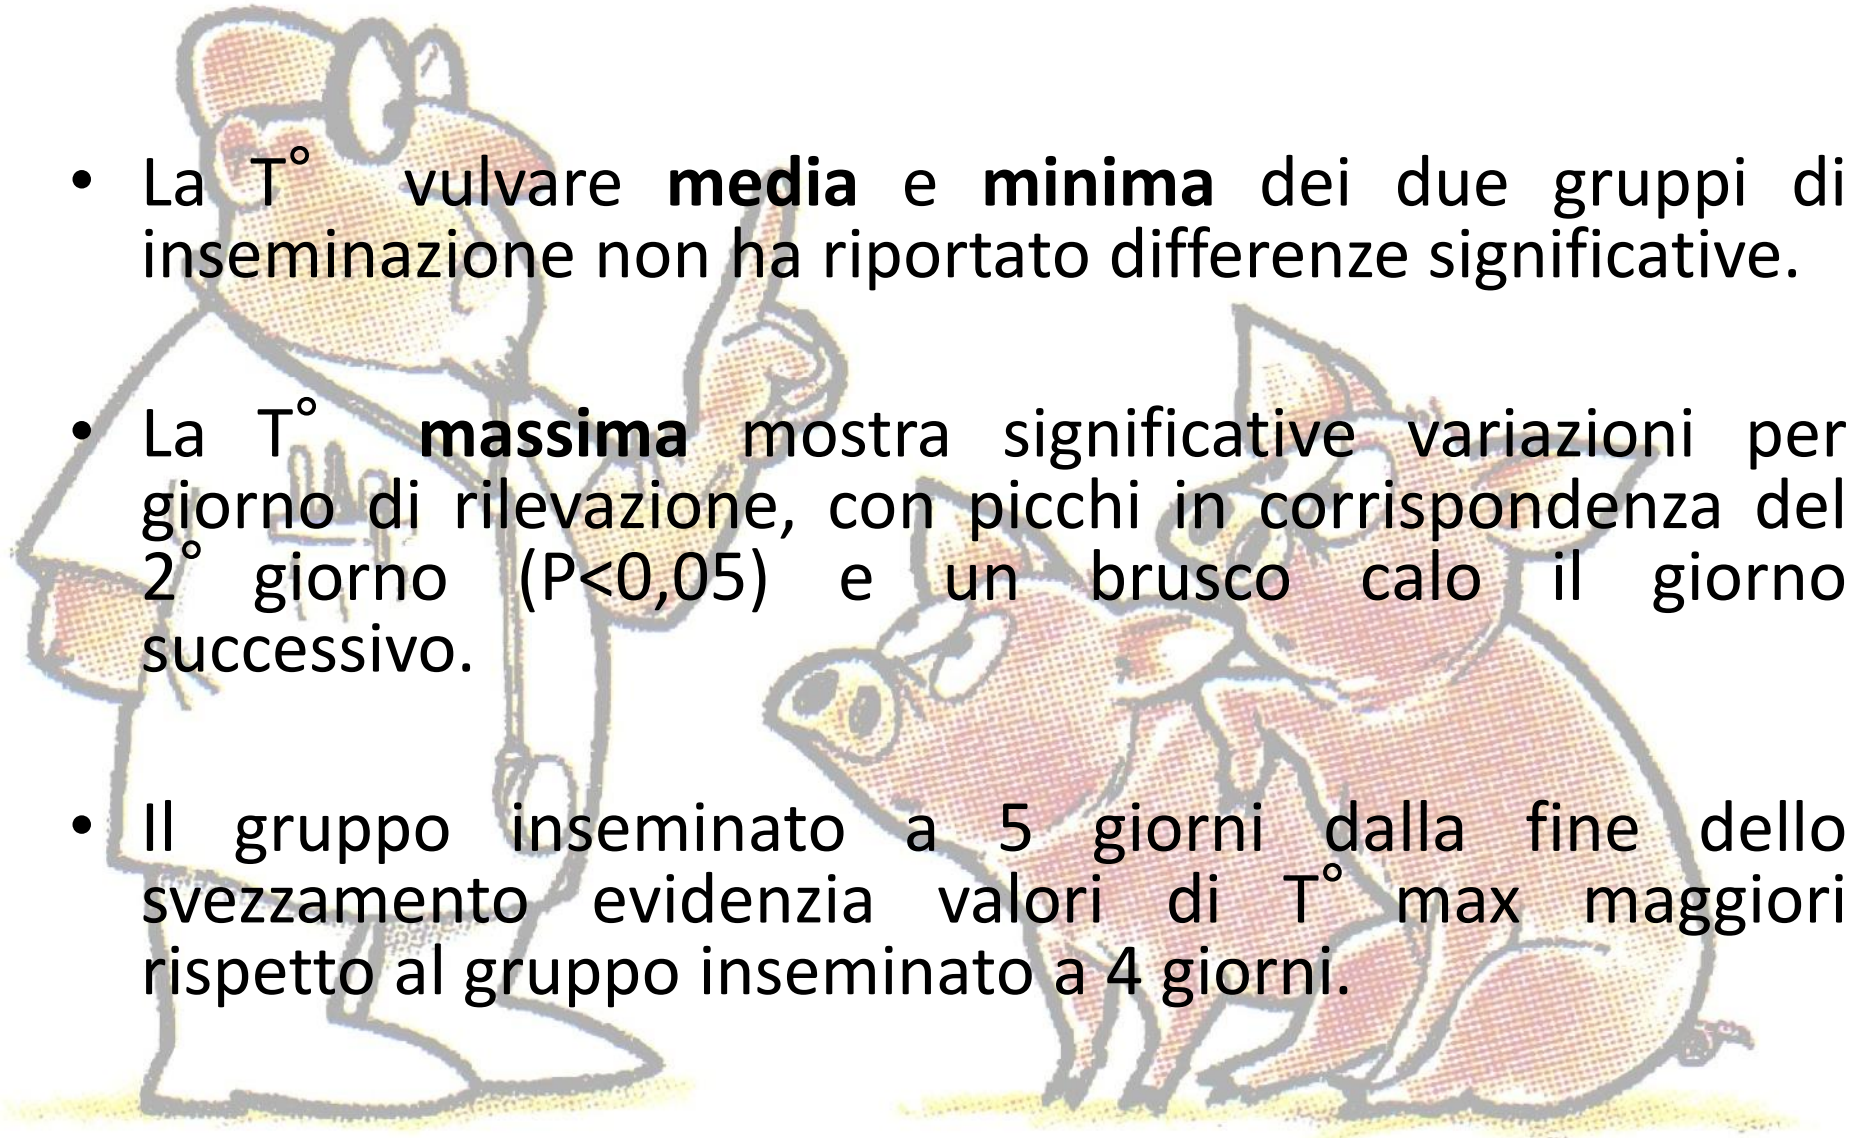 • La T° vulvare media e minima dei due gruppi di
inseminazione non ha riportato differenze significative.
• La T° massima mostra significative variazioni per
giorno di rilevazione, con picchi in corrispondenza del
2° giorno (P<0,05) e un brusco calo il giorno
successivo.
• Il gruppo inseminato a 5 giorni dalla fine dello
svezzamento evidenzia valori di T° max maggiori
rispetto al gruppo inseminato a 4 giorni.